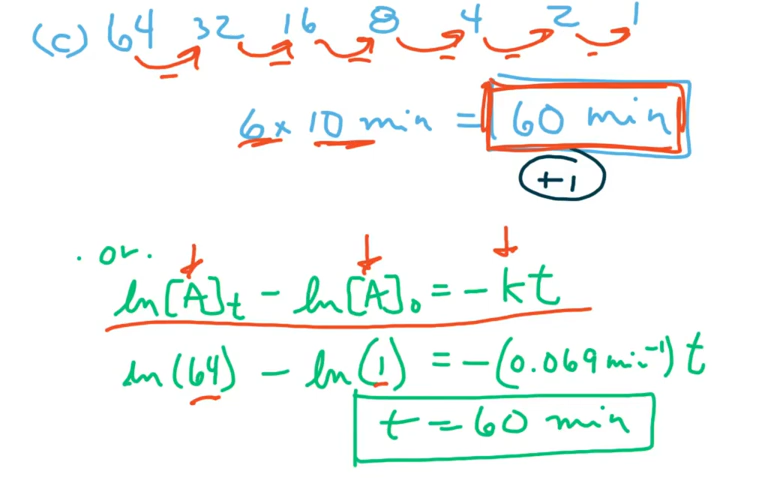 (c) 64 32 16 8 4 2 1
6 x 10 min = 60 min
+1
. or.
ln[A]t - ln[A]₀ = -kt
ln(64) - ln(1) = -(0.069 min⁻¹) t
t = 60 min